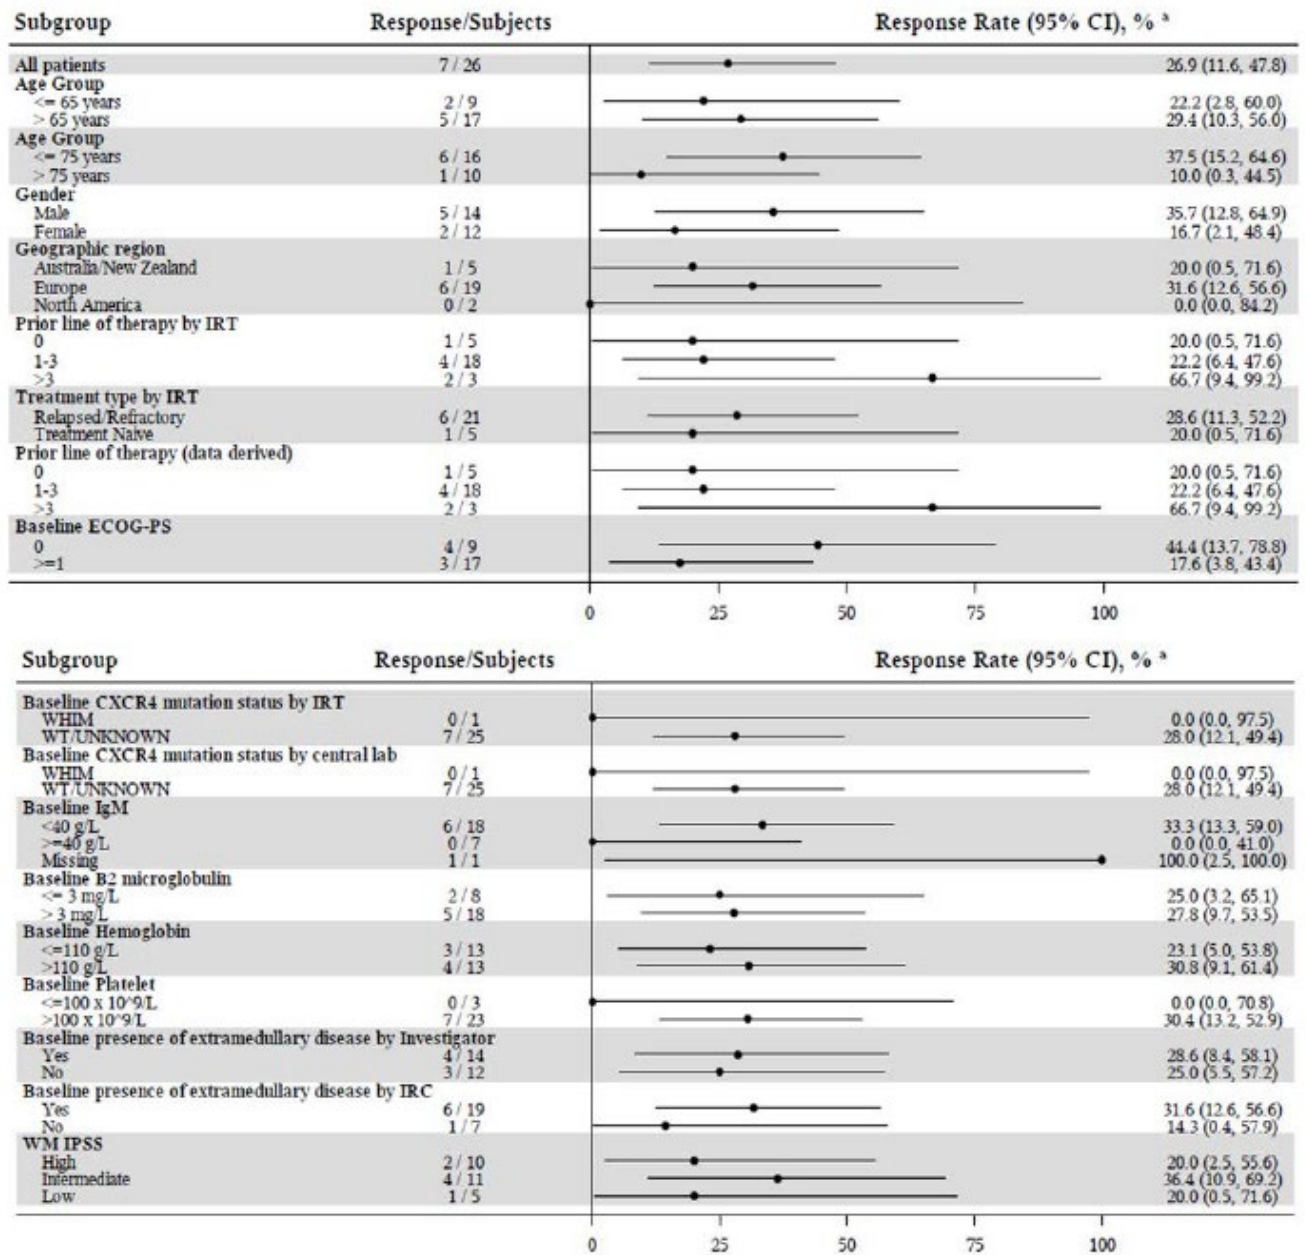 Subgroup Response/Subjects Response Rate (95% CI), % a
All patients 7 / 26 26.9 (11.6, 47.8)
Age Group
<= 65 years 2 / 9 22.2 (2.8, 60.0)
> 65 years 5 / 17 29.4 (10.3, 56.0)
Age Group
<= 75 years 6 / 16 37.5 (15.2, 64.6)
> 75 years 1 / 10 10.0 (0.3, 44.5)
Gender
Male 5 / 14 35.7 (12.8, 64.9)
Female 2 / 12 16.7 (2.1, 48.4)
Geographic region
Australia/New Zealand 1 / 5 20.0 (0.5, 71.6)
Europe 6 / 19 31.6 (12.6, 56.6)
North America 0 / 2 0.0 (0.0, 84.2)
Prior line of therapy by IRT
0 1 / 5 20.0 (0.5, 71.6)
1-3 4 / 18 22.2 (6.4, 47.6)
>3 2 / 3 66.7 (9.4, 99.2)
Treatment type by IRT
Relapsed/Refractory 6 / 21 28.6 (11.3, 52.2)
Treatment Naive 1 / 5 20.0 (0.5, 71.6)
Prior line of therapy (data derived)
0 1 / 5 20.0 (0.5, 71.6)
1-3 4 / 18 22.2 (6.4, 47.6)
>3 2 / 3 66.7 (9.4, 99.2)
Baseline ECOG-PS
0 4 / 9 44.4 (13.7, 78.8)
>=1 3 / 17 17.6 (3.8, 43.4)
0 25 50 75 100
Subgroup Response/Subjects Response Rate (95% CI), % a
Baseline CXCR4 mutation status by IRT
WHIM 0 / 1 0.0 (0.0, 97.5)
WT/UNKNOWN 7 / 25 28.0 (12.1, 49.4)
Baseline CXCR4 mutation status by central lab
WHIM 0 / 1 0.0 (0.0, 97.5)
WT/UNKNOWN 7 / 25 28.0 (12.1, 49.4)
Baseline IgM
<40 g/L 6 / 18 33.3 (13.3, 59.0)
>=40 g/L 0 / 7 0.0 (0.0, 41.0)
Missing 1 / 1 100.0 (2.5, 100.0)
Baseline B2 microglobulin
<= 3 mg/L 2 / 8 25.0 (3.2, 65.1)
> 3 mg/L 5 / 18 27.8 (9.7, 53.5)
Baseline Hemoglobin
<=110 g/L 3 / 13 23.1 (5.0, 53.8)
>110 g/L 4 / 13 30.8 (9.1, 61.4)
Baseline Platelet
<=100 x 10^9/L 0 / 3 0.0 (0.0, 70.8)
>100 x 10^9/L 7 / 23 30.4 (13.2, 52.9)
Baseline presence of extramedullary disease by Investigator
Yes 4 / 14 28.6 (8.4, 58.1)
No 3 / 12 25.0 (5.5, 57.2)
Baseline presence of extramedullary disease by IRC
Yes 6 / 19 31.6 (12.6, 56.6)
No 1 / 7 14.3 (0.4, 57.9)
WM IPSS
High 2 / 10 20.0 (2.5, 55.6)
Intermediate 4 / 11 36.4 (10.9, 69.2)
Low 1 / 5 20.0 (0.5, 71.6)
0 25 50 75 100